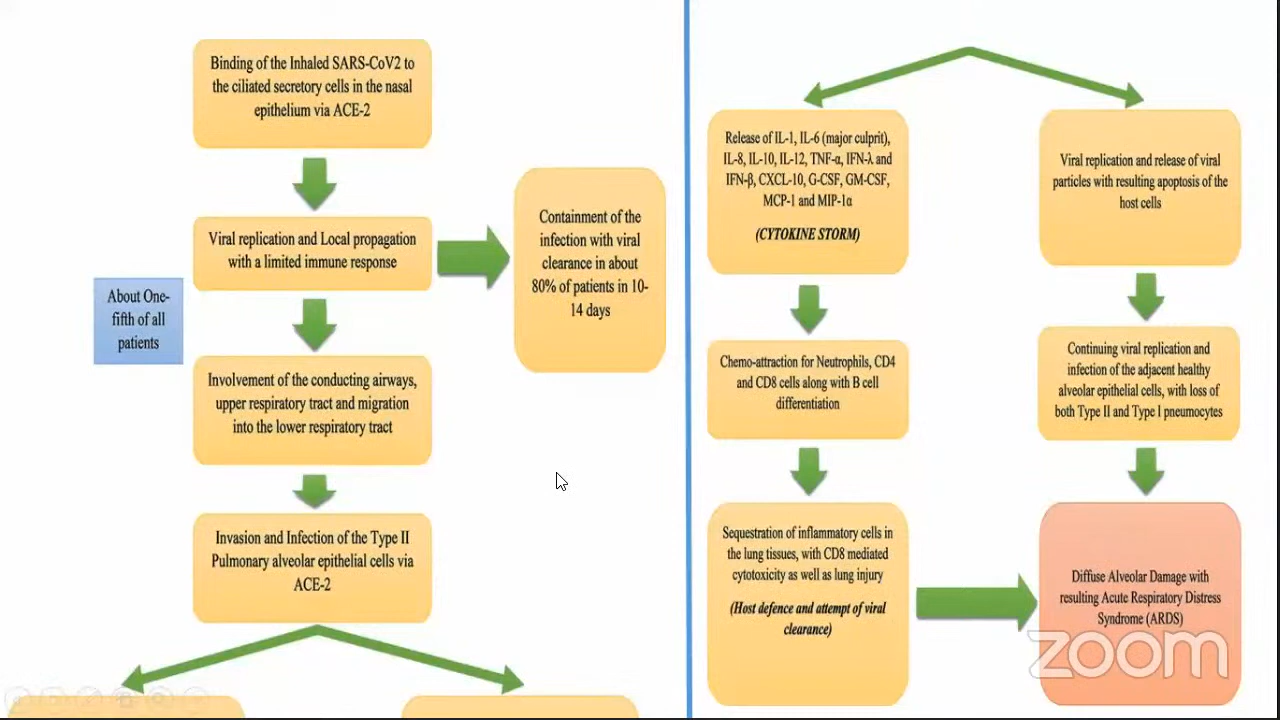 Binding of the Inhaled SARS-CoV2 to
the ciliated secretory cells in the nasal
epithelium via ACE-2
Viral replication and Local propagation
with a limited immune response
Containment of the
infection with viral
clearance in about
80% of patients in 10-
14 days
About One-
fifth of all
patients
Involvement of the conducting airways,
upper respiratory tract and migration
into the lower respiratory tract
Invasion and Infection of the Type II
Pulmonary alveolar epithelial cells via
ACE-2
Release of IL-1, IL-6 (major culprit),
IL-8, IL-10, IL-12, TNF-α, IFN-λ and
IFN-β, CXCL-10, G-CSF, GM-CSF,
MCP-1 and MIP-1α
(CYTOKINE STORM)
Viral replication and release of viral
particles with resulting apoptosis of the
host cells
Chemo-attraction for Neutrophils, CD4
and CD8 cells along with B cell
differentiation
Continuing viral replication and
infection of the adjacent healthy
alveolar epithelial cells, with loss of
both Type II and Type I pneumocytes
Sequestration of inflammatory cells in
the lung tissues, with CD8 mediated
cytotoxicity as well as lung injury
(Host defence and attempt of viral
clearance)
Diffuse Alveolar Damage with
resulting Acute Respiratory Distress
Syndrome (ARDS)
zoom